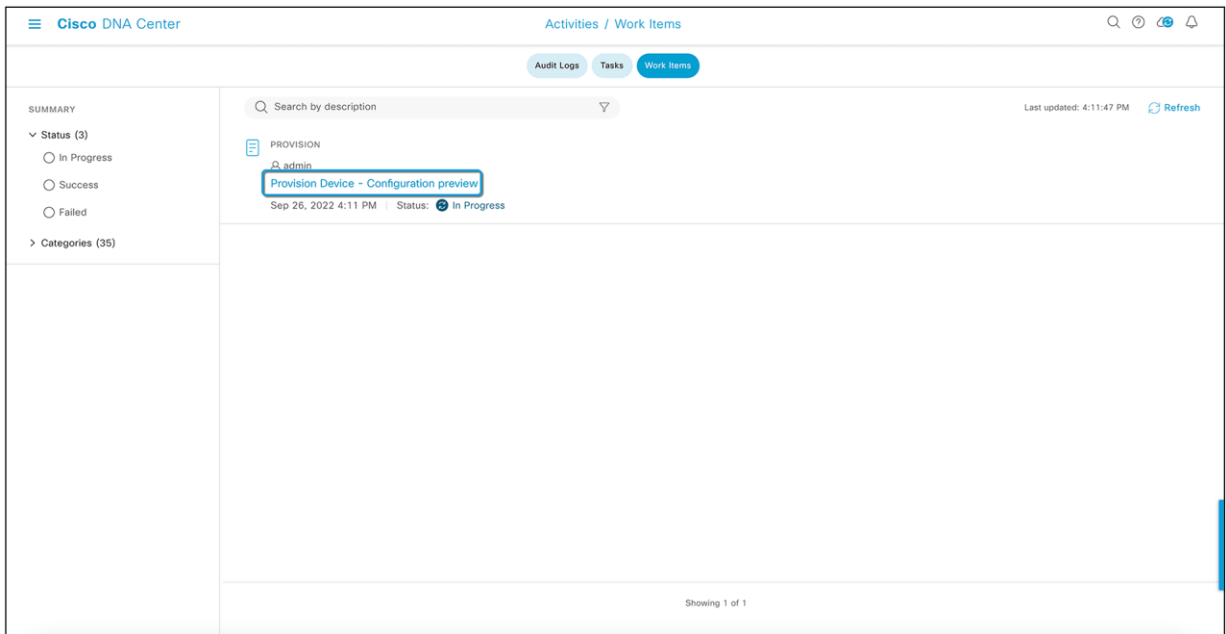 Cisco DNA Center
Activities / Work Items
Audit Logs
Tasks
Work Items
SUMMARY
Status (3)
In Progress
Success
Failed
Categories (35)
Search by description
Last updated: 4:11:47 PM
Refresh
PROVISION
admin
Provision Device - Configuration preview
Sep 26, 2022 4:11 PM Status: In Progress
Showing 1 of 1